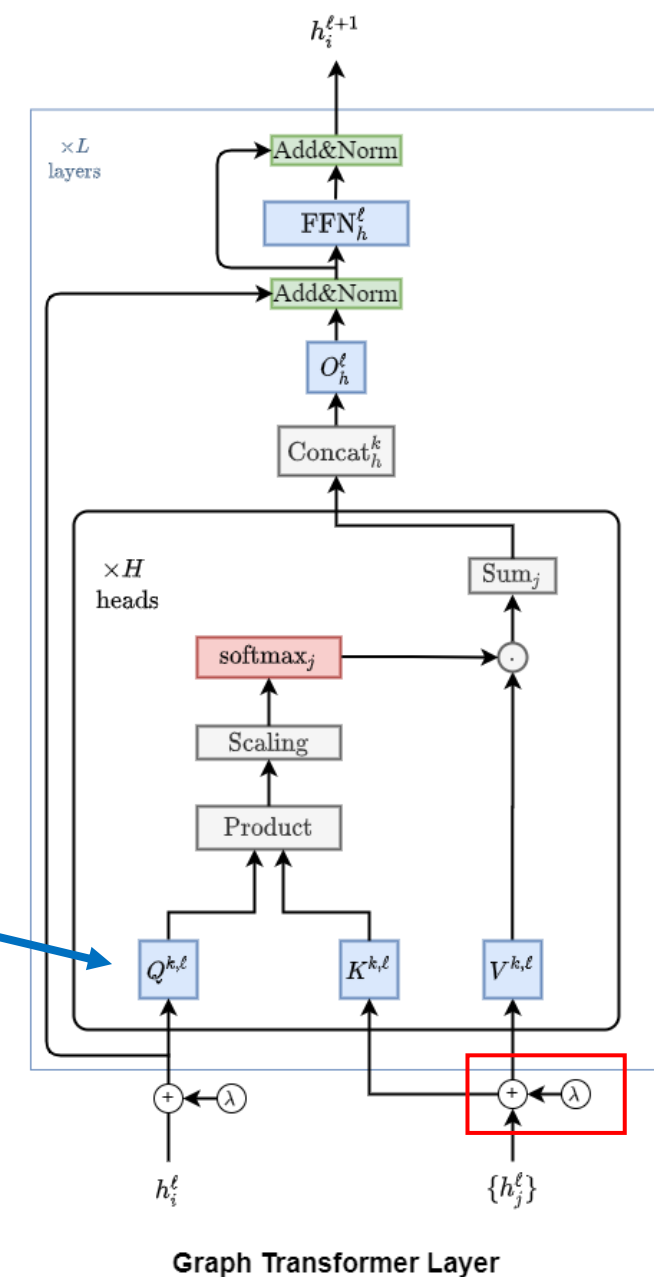 h_i^{ℓ+1}
×L
layers
Add&Norm
FFN_h^ℓ
Add&Norm
O_h^ℓ
Concat_h^k
×H
heads
Sum_j
softmax_j
·
Scaling
Product
Q^{k,ℓ} K^{k,ℓ} V^{k,ℓ}
+ λ + λ
h_i^ℓ {h_j^ℓ}
Graph Transformer Layer